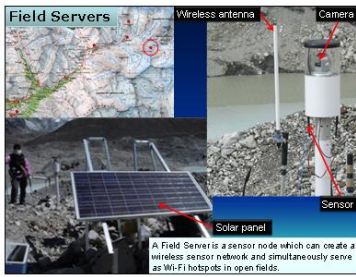 Field Servers
Wireless antenna
Camera
Sensor
Solar panel
A Field Server is a sensor node which can create a
wireless sensor network and simultaneously serve
as Wi-Fi hotspots in open fields.